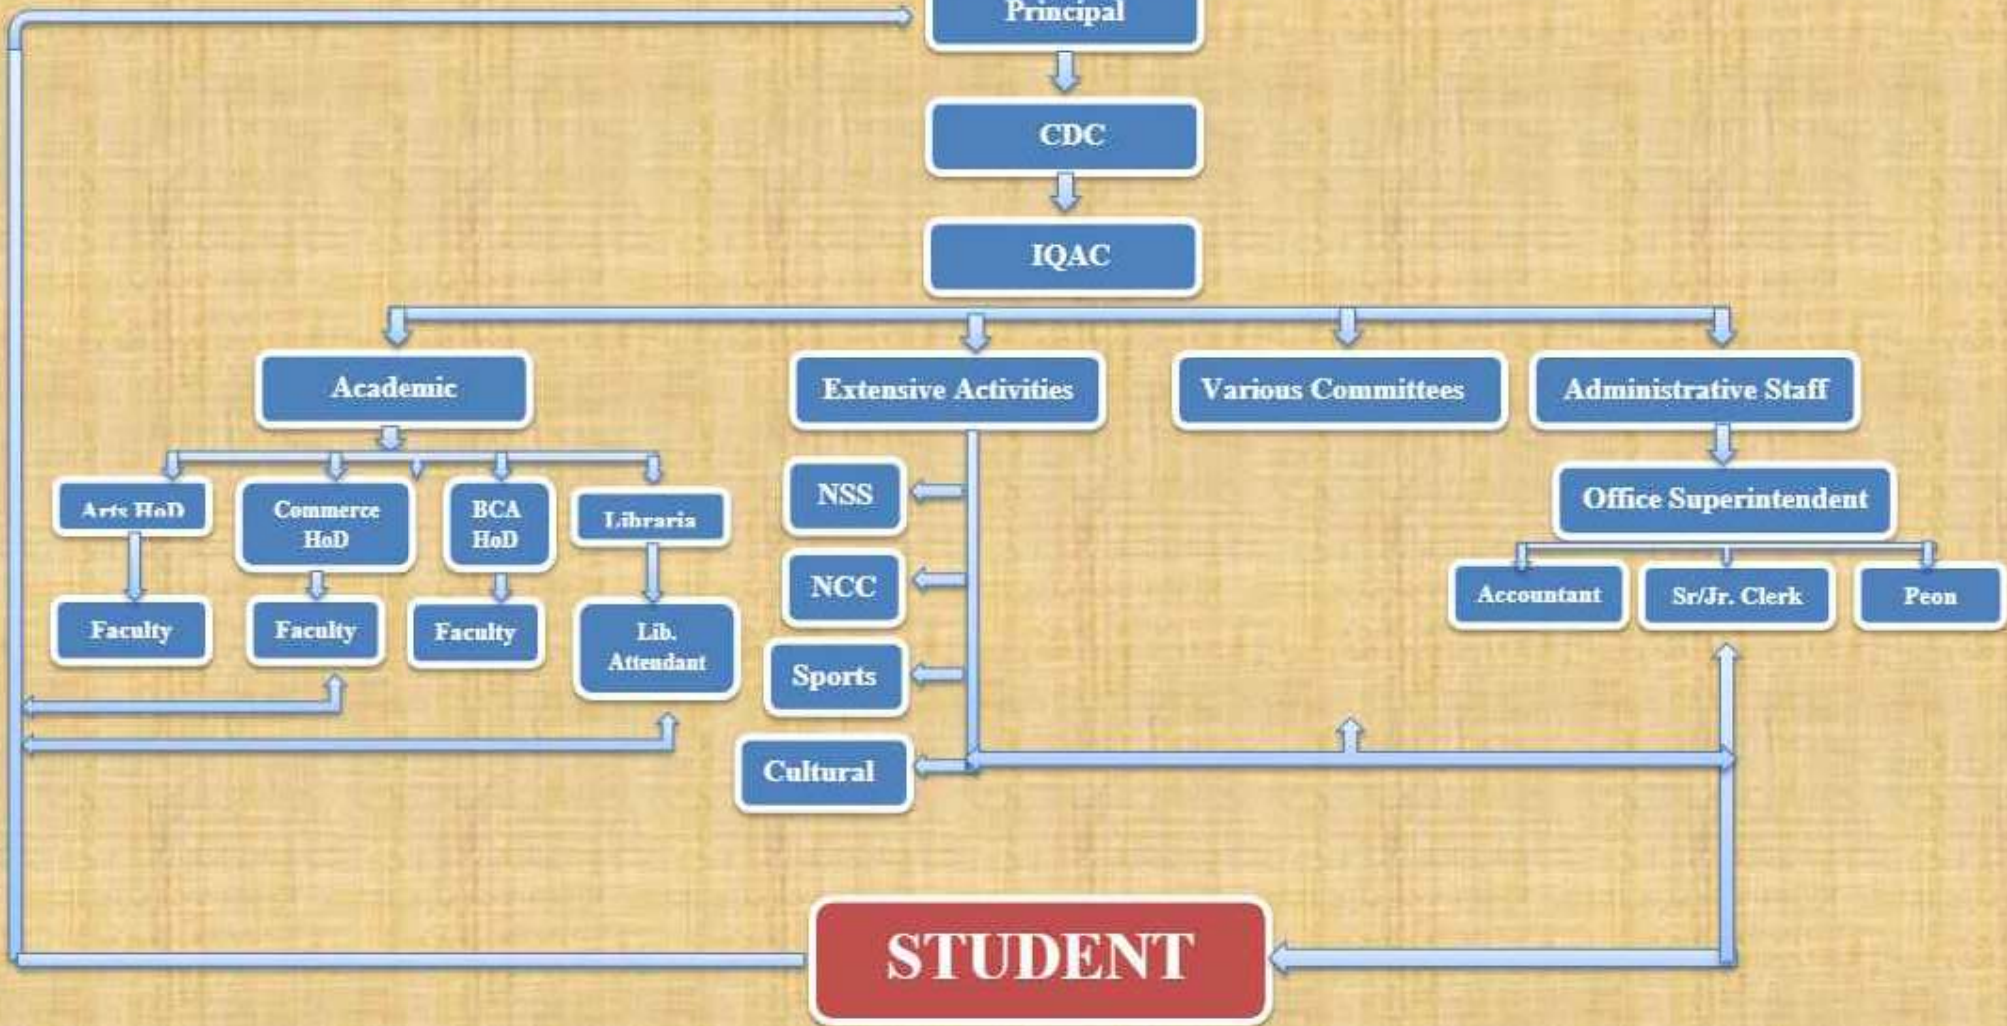 Principal
CDC
IQAC
Academic
Extensive Activities
Various Committees
Administrative Staff
Arts HoD
Commerce
HoD
BCA
HoD
Libraria
NSS
Office Superintendent
Faculty
Faculty
Faculty
Lib.
Attendant
NCC
Accountant
Sr/Jr. Clerk
Peon
Sports
Cultural
STUDENT